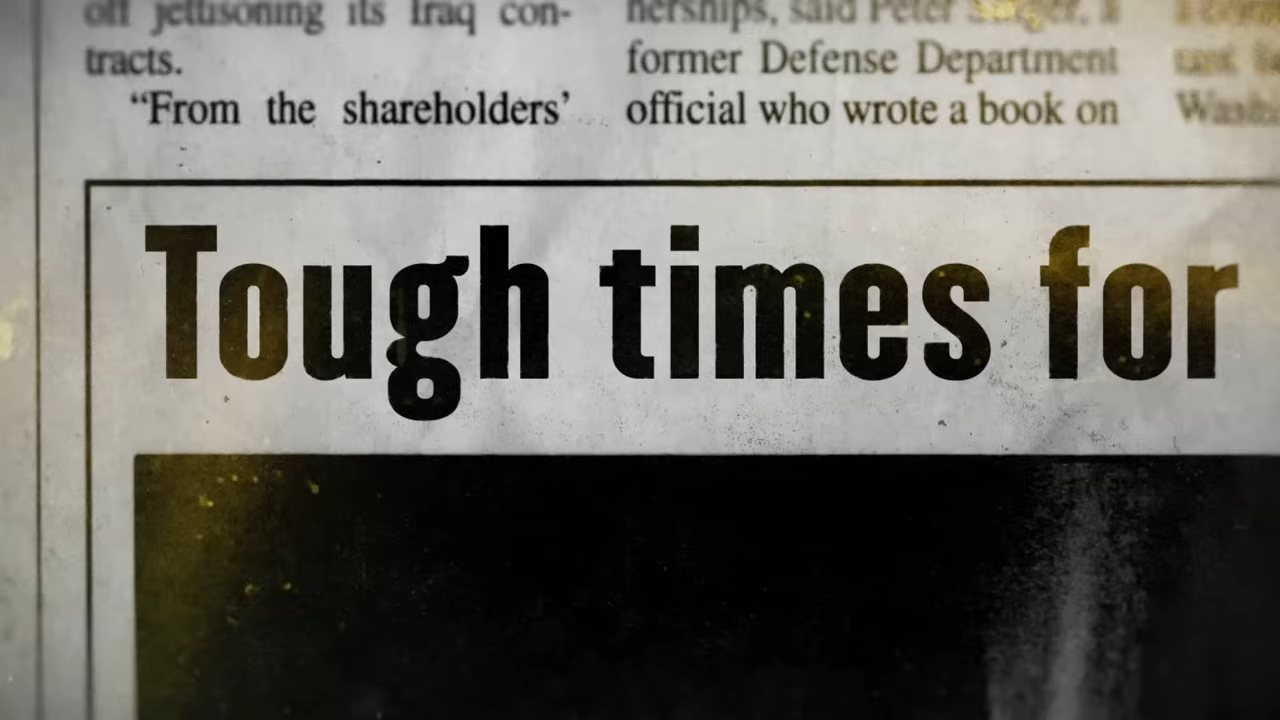 off jettisoning its Iraq con-
tracts.
“From the shareholders’
nerships, said Peter
former Defense Department
official who wrote a book on
Tough times for